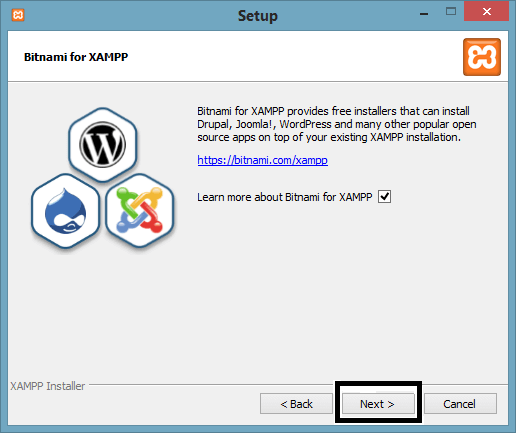 Setup
Bitnami for XAMPP
Bitnami for XAMPP provides free installers that can install
Drupal, Joomla!, WordPress and many other popular open
source apps on top of your existing XAMPP installation.
https://bitnami.com/xampp
Learn more about Bitnami for XAMPP
XAMPP Installer
< Back
Next >
Cancel